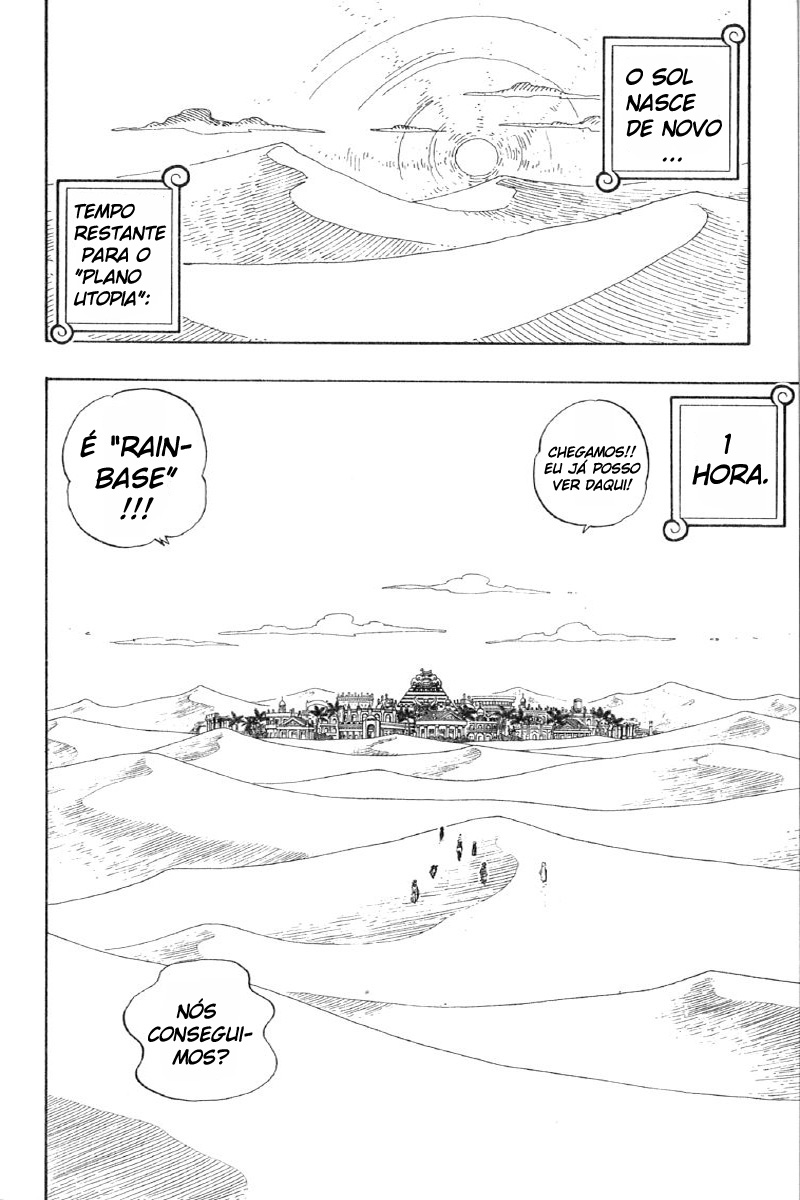 O SOL
NASCE
DE NOVO
...
TEMPO
RESTANTE
PARA O
"PLANO
UTOPIA":
1
HORA.
CHEGAMOS!!
EU JÁ POSSO
VER DAQUI!
É "RAIN-
BASE"
!!!
NÓS
CONSEGUI-
MOS?